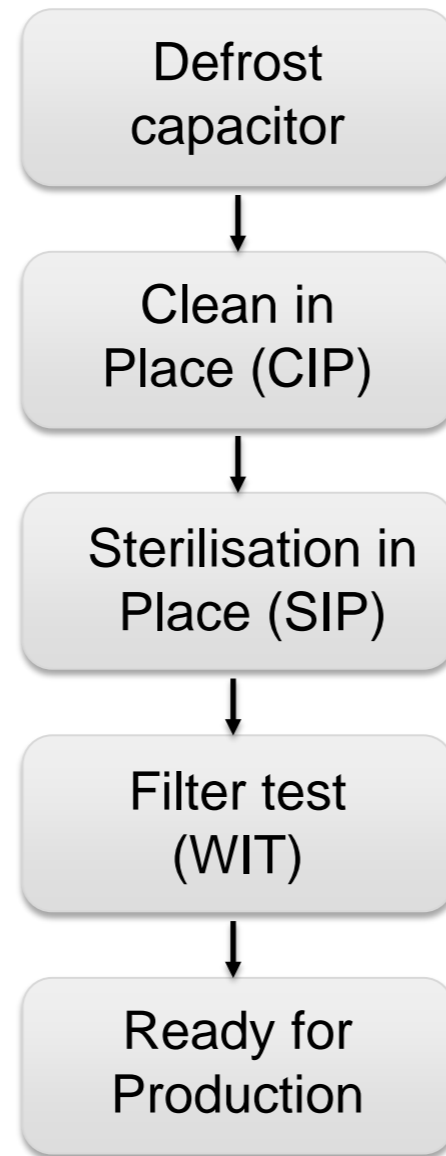 Defrost
capacitor
Clean in
Place (CIP)
Sterilisation in
Place (SIP)
Filter test
(WIT)
Ready for
Production